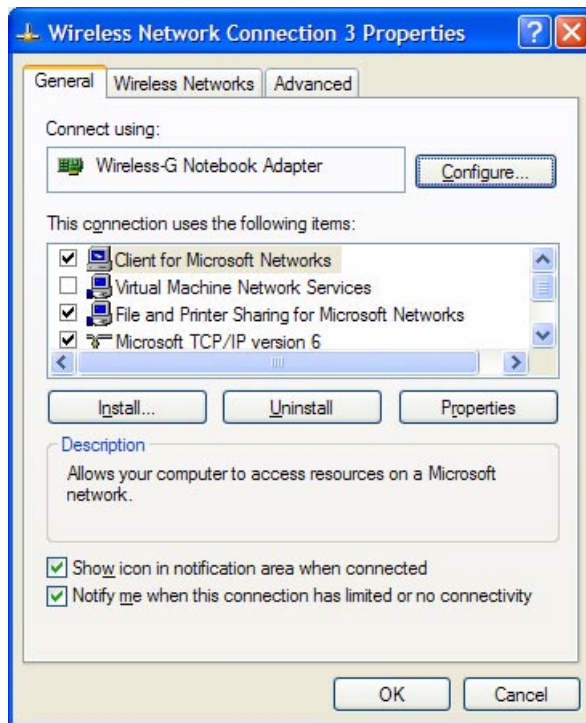 Wireless Network Connection 3 Properties
General Wireless Networks Advanced
Connect using:
Wireless-G Notebook Adapter Configure...
This connection uses the following items:
Client for Microsoft Networks
Virtual Machine Network Services
File and Printer Sharing for Microsoft Networks
Microsoft TCP/IP version 6
Install... Uninstall Properties
Description
Allows your computer to access resources on a Microsoft
network.
Show icon in notification area when connected
Notify me when this connection has limited or no connectivity
OK Cancel